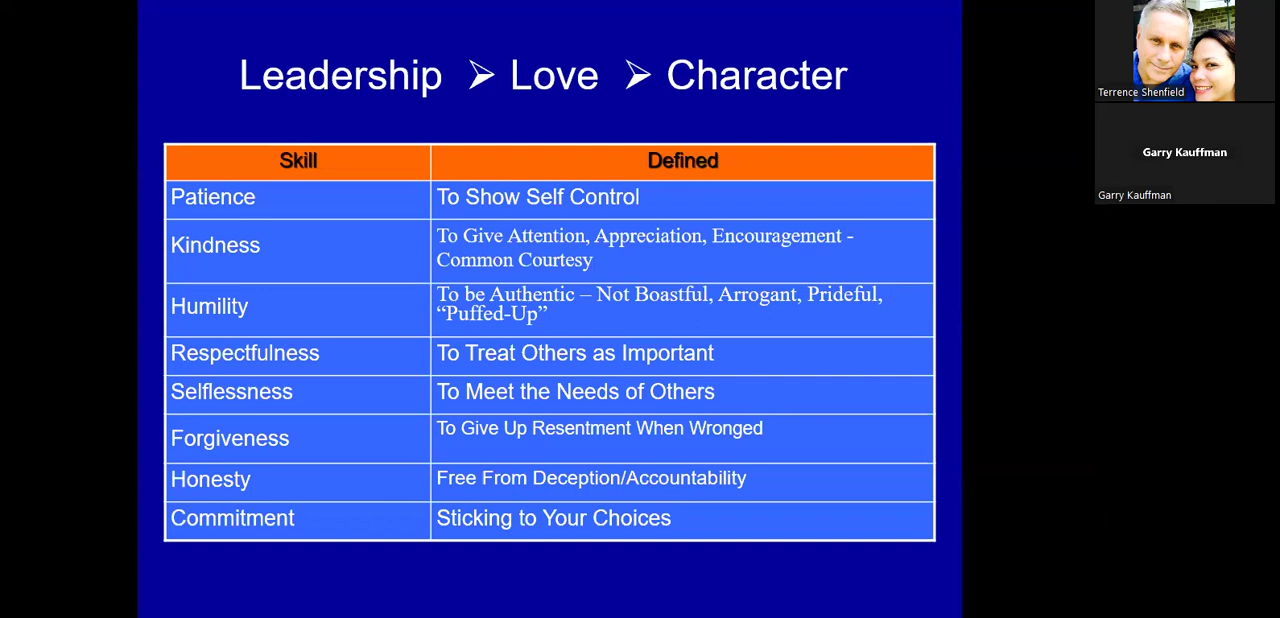 Leadership ➢ Love ➢ Character
Skill Defined
Patience To Show Self Control
Kindness To Give Attention, Appreciation, Encouragement -
Common Courtesy
Humility To be Authentic – Not Boastful, Arrogant, Prideful,
“Puffed-Up”
Respectfulness To Treat Others as Important
Selflessness To Meet the Needs of Others
Forgiveness To Give Up Resentment When Wronged
Honesty Free From Deception/Accountability
Commitment Sticking to Your Choices
Terrence Shenfield
Garry Kauffman
Garry Kauffman